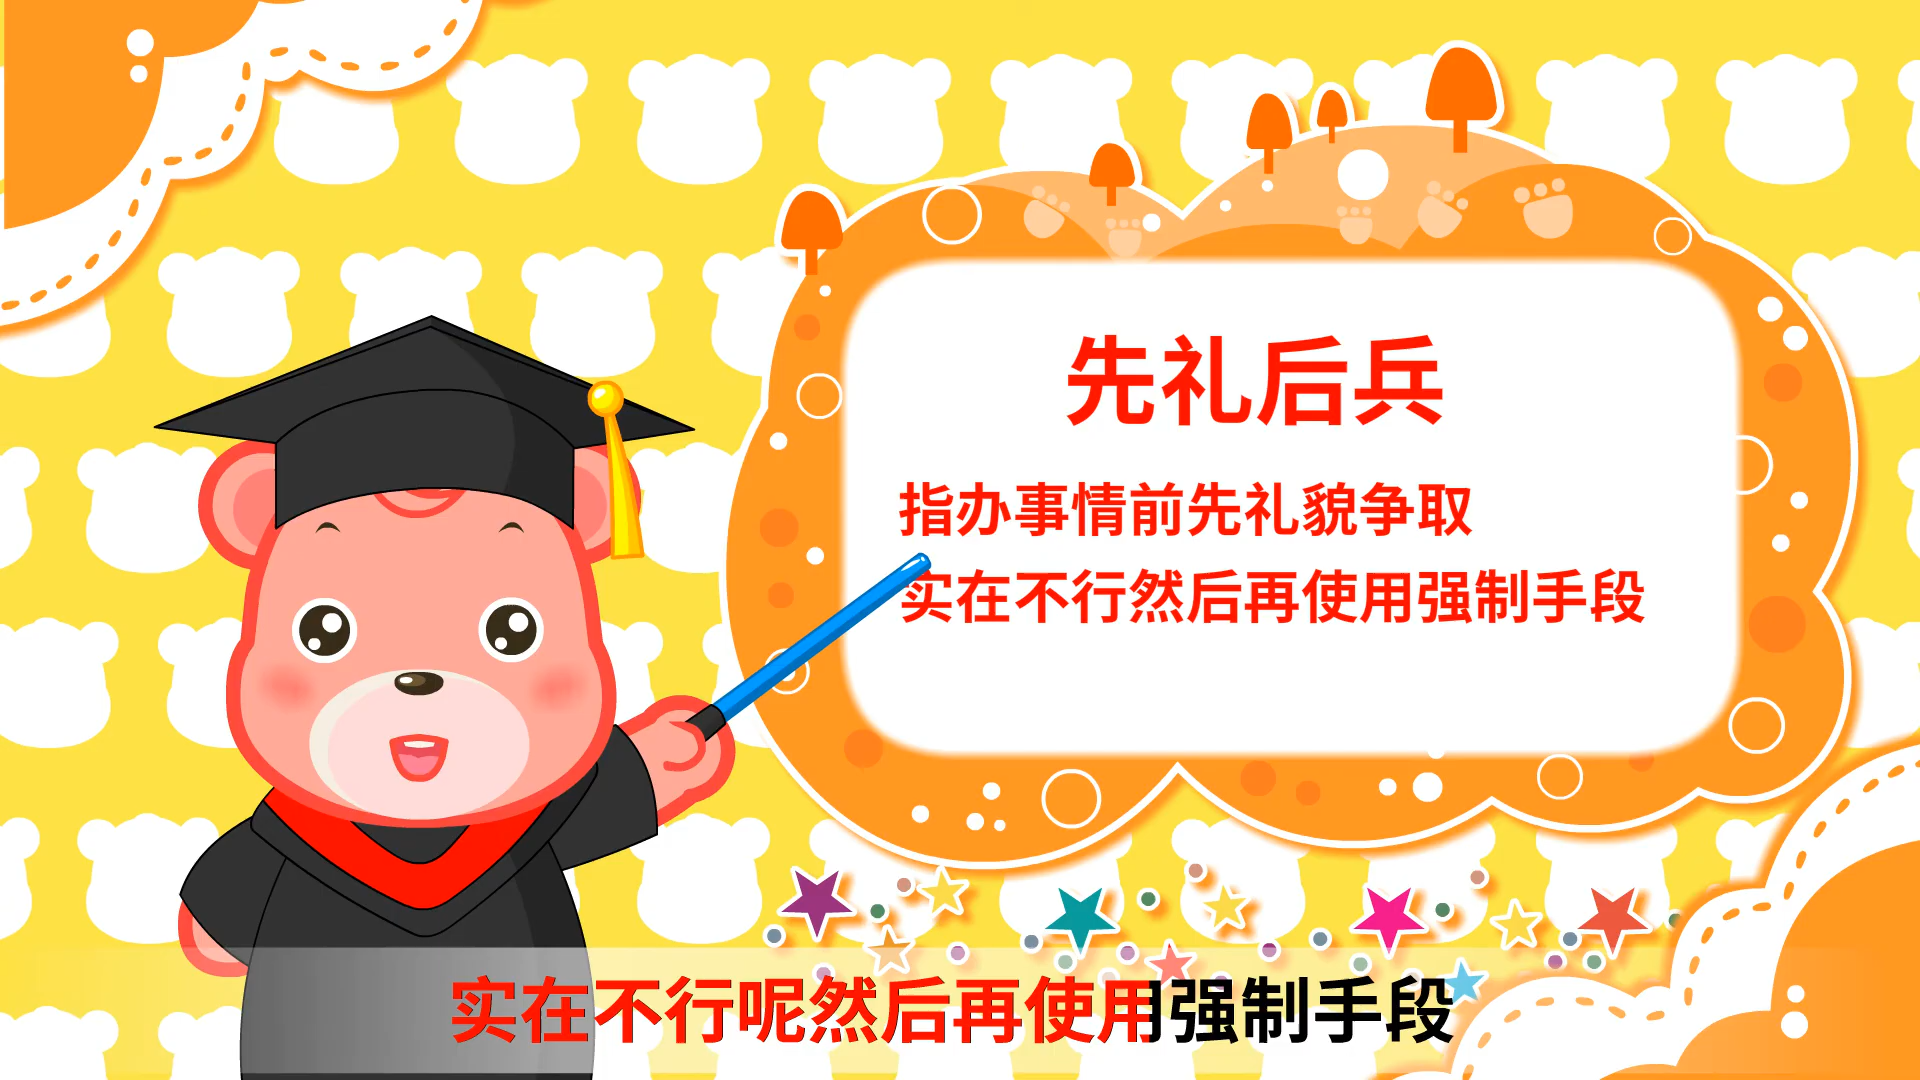 先礼后兵
指办事情前先礼貌争取
实在不行然后再使用强制手段
实在不行呢然后再使用强制手段